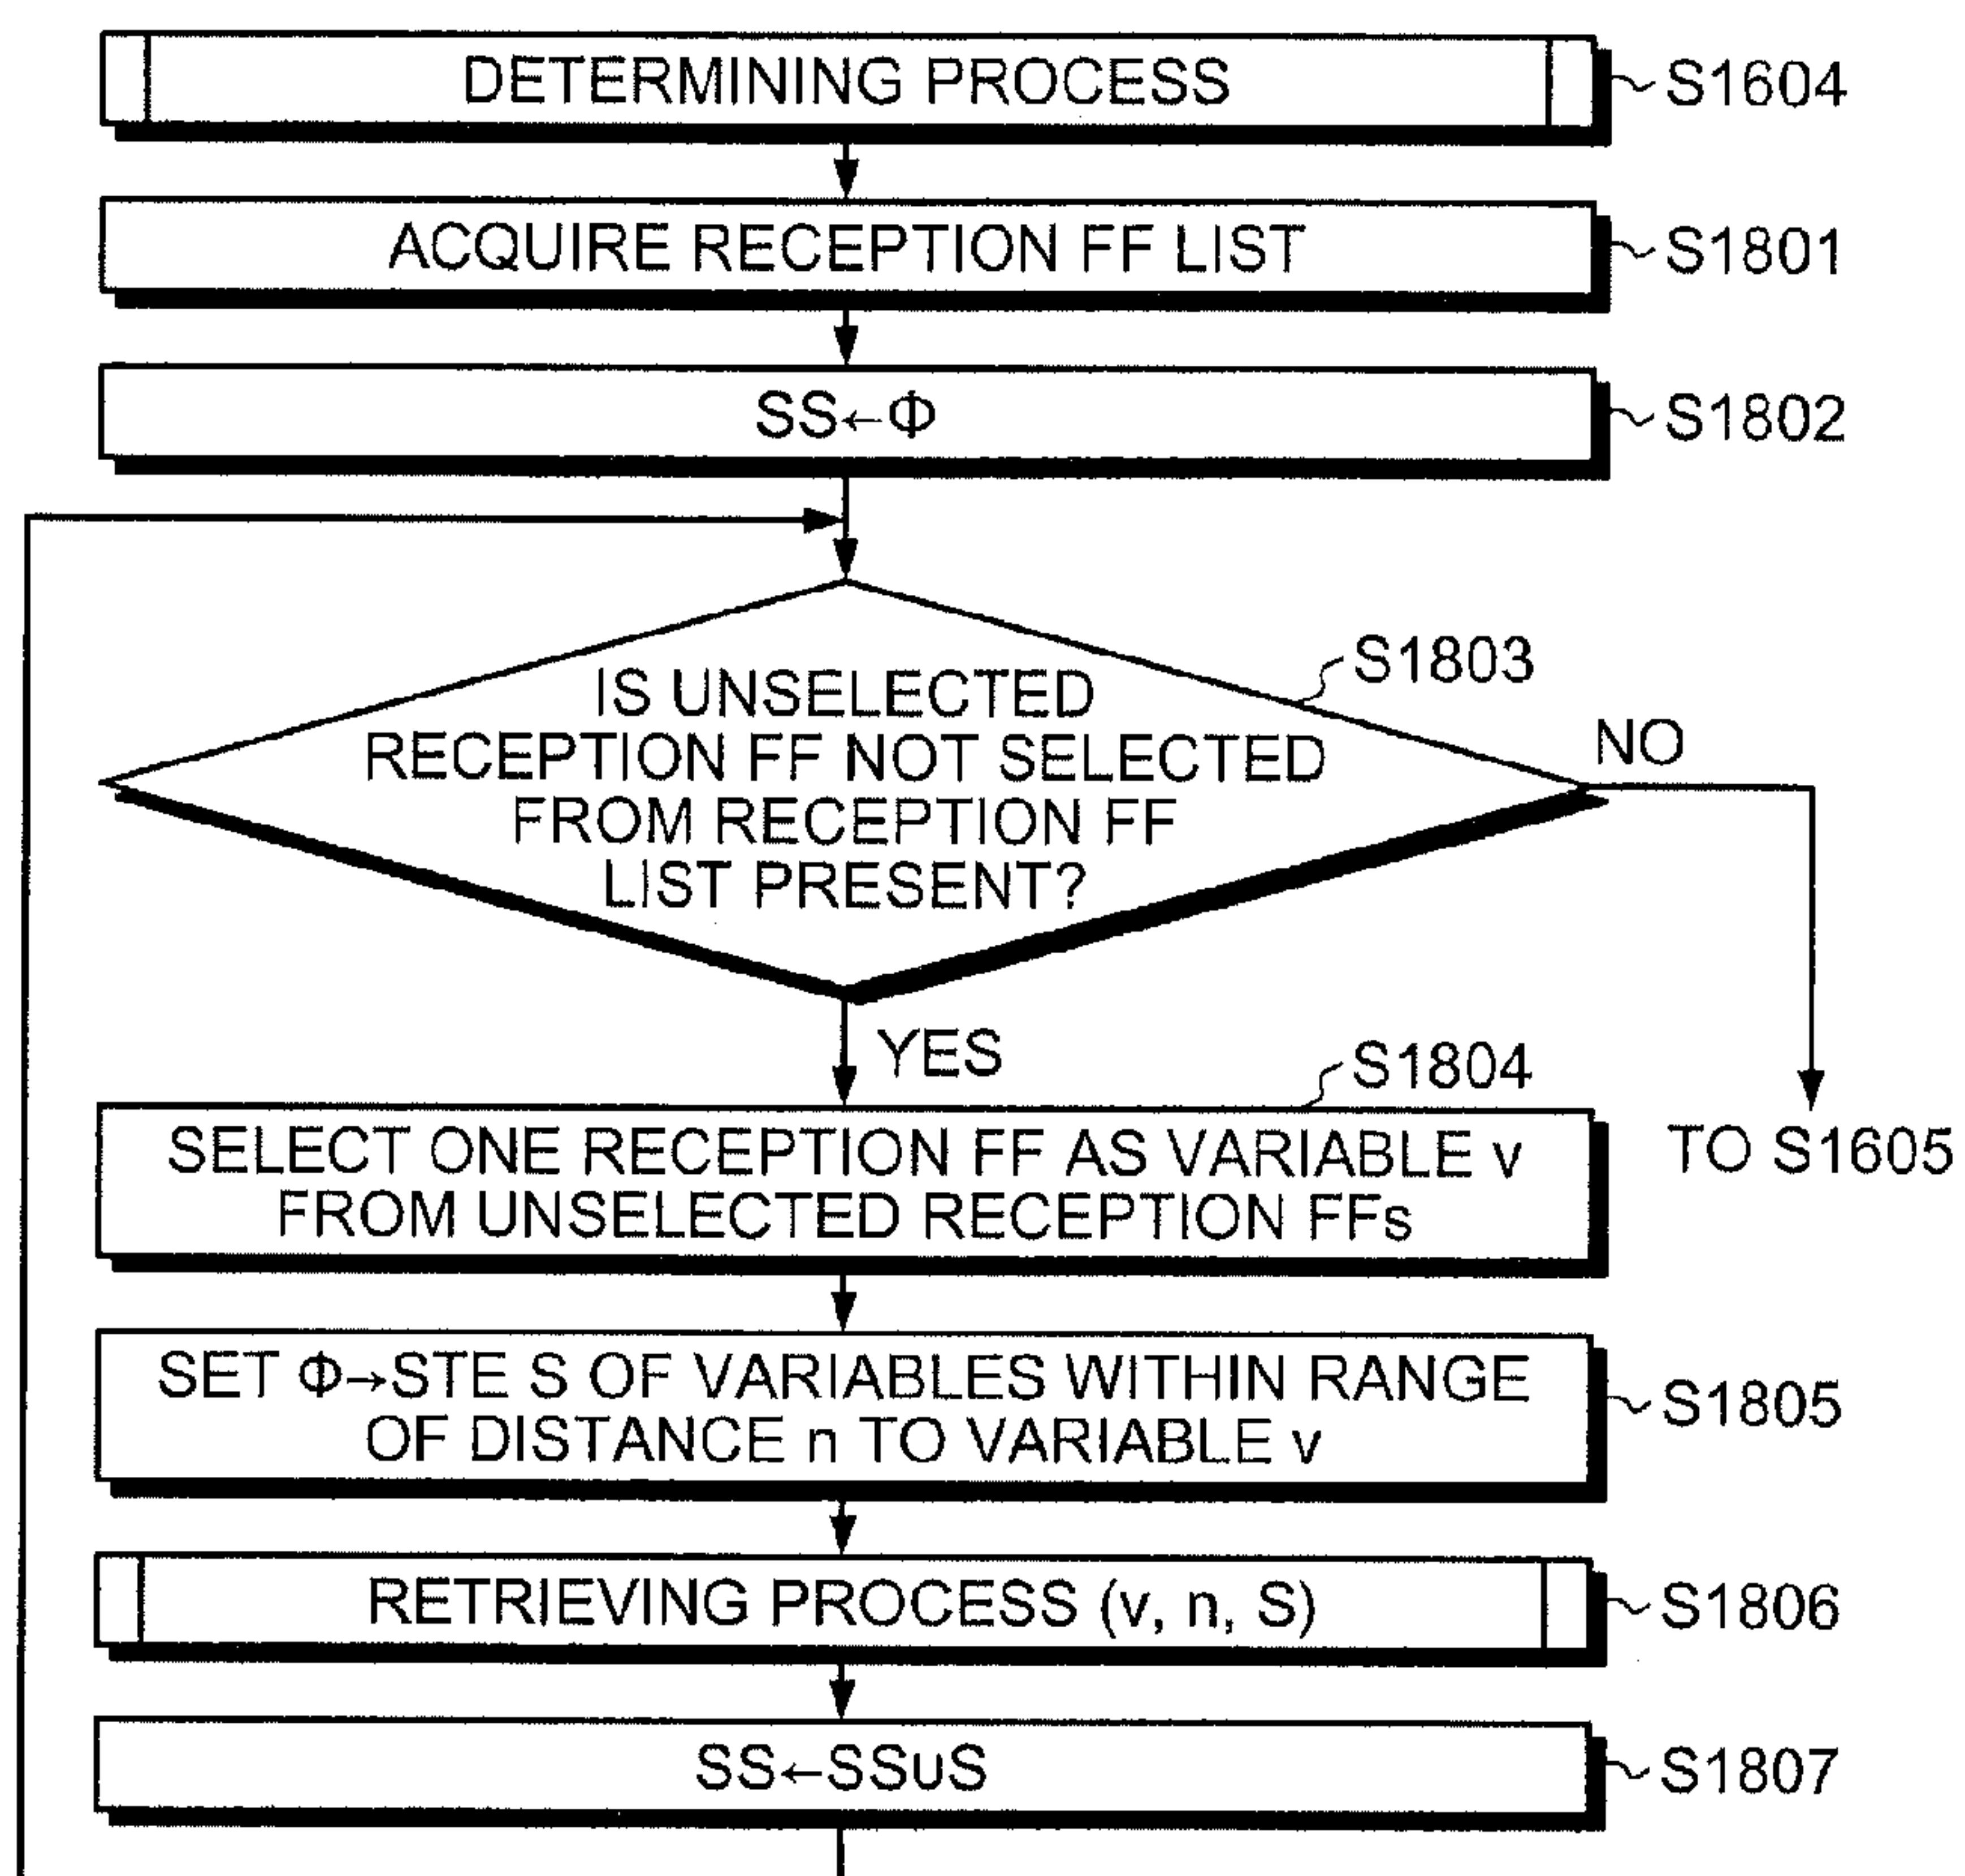 DETERMINING PROCESS
S1604
ACQUIRE RECEPTION FF LIST
S1801
SS←Φ
S1802
S1803
IS UNSELECTED
RECEPTION FF NOT SELECTED
FROM RECEPTION FF
LIST PRESENT?
NO
YES
S1804
SELECT ONE RECEPTION FF AS VARIABLE v
FROM UNSELECTED RECEPTION FFs
TO S1605
SET Φ→STE S OF VARIABLES WITHIN RANGE
OF DISTANCE n TO VARIABLE v
S1805
RETRIEVING PROCESS (v, n, S)
S1806
SS←SS∪S
S1807